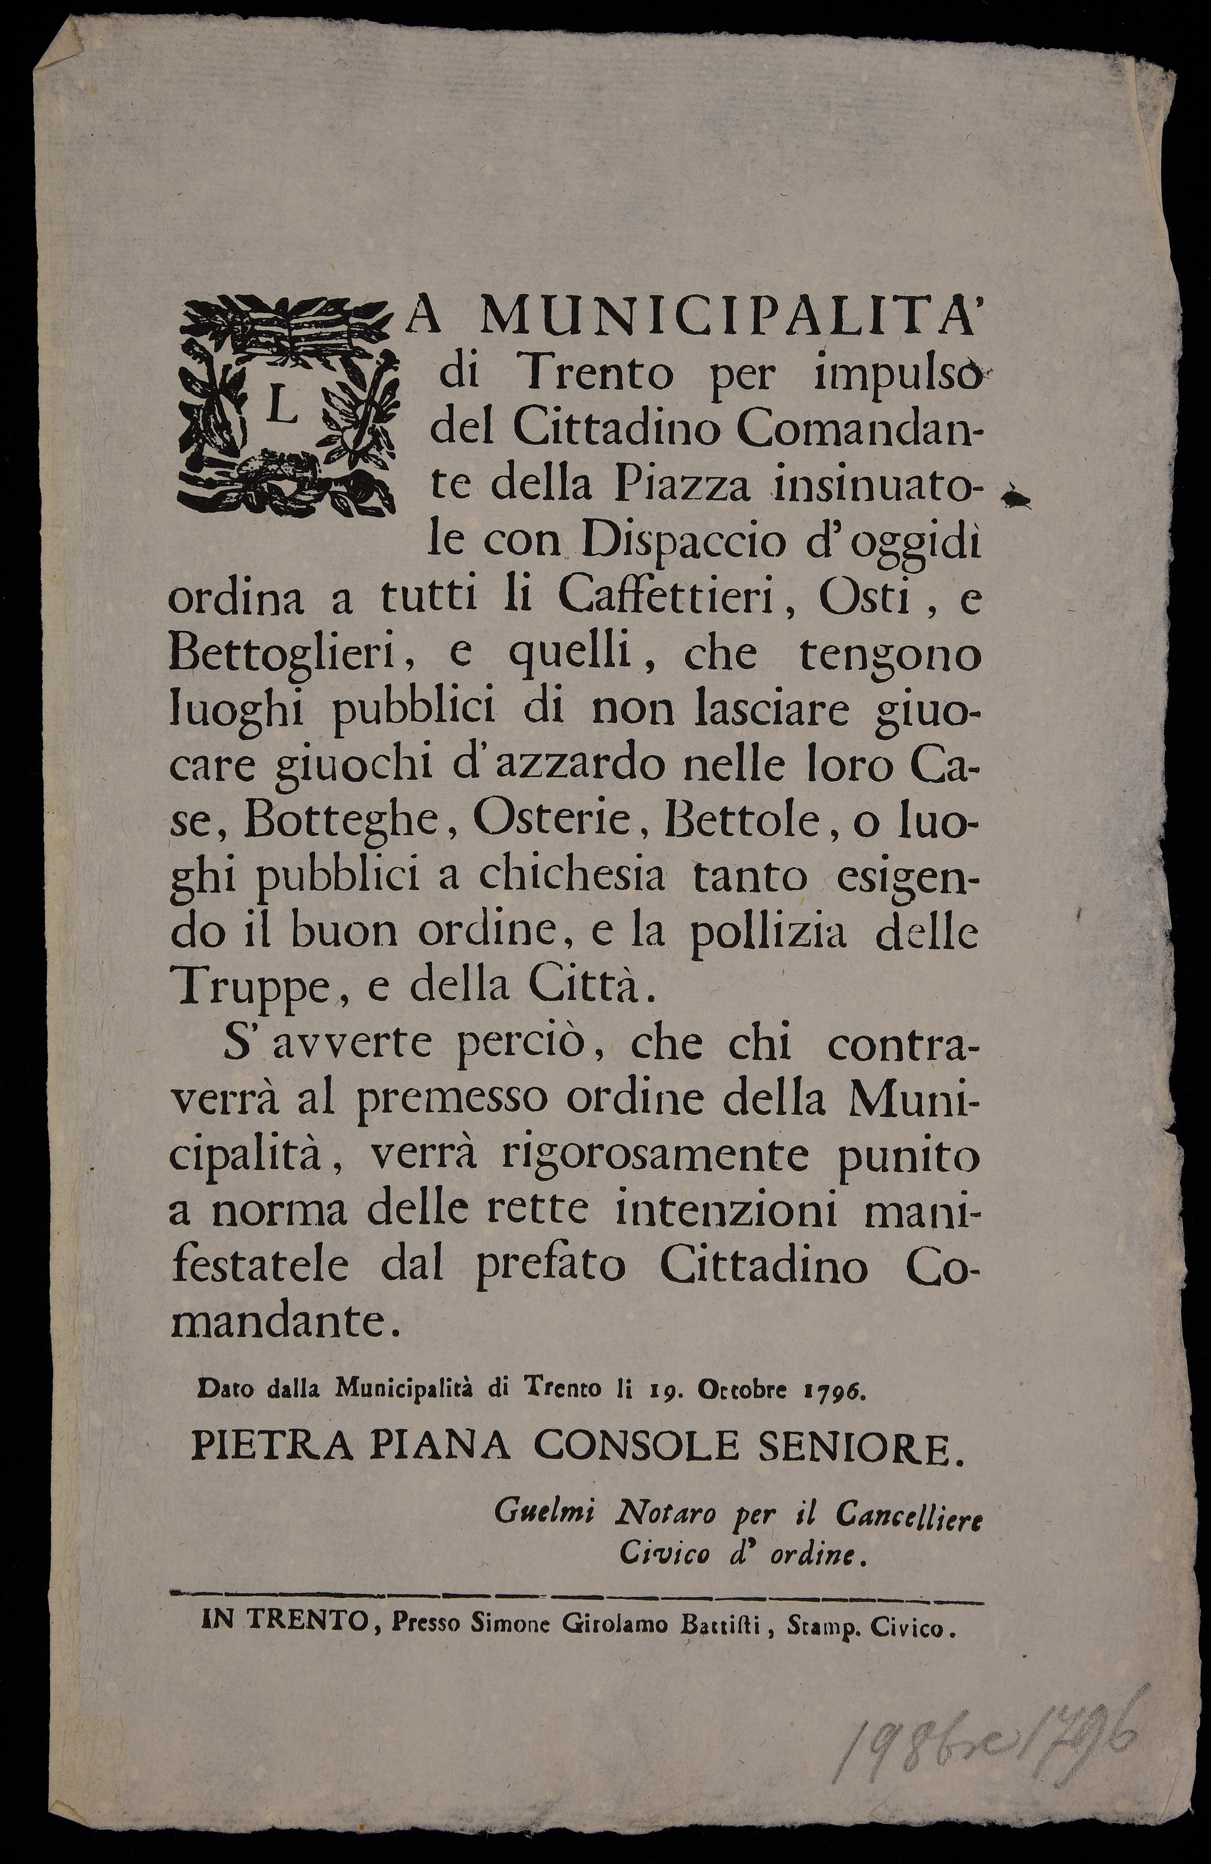 LA MUNICIPALITA'
di Trento per impulso
del Cittadino Comandan-
te della Piazza insinuato-
le con Dispaccio d'oggidì
ordina a tutti li Caffettieri, Osti, e
Bettoglieri, e quelli, che tengono
luoghi pubblici di non lasciare giuo-
care giuochi d'azzardo nelle loro Ca-
se, Botteghe, Osterie, Bettole, o luo-
ghi pubblici a chichesia tanto esigen-
do il buon ordine, e la pollizia delle
Truppe, e della Città.
S'avverte perciò, che chi contra-
verrà al premesso ordine della Muni-
cipalità, verrà rigorosamente punito
a norma delle rette intenzioni mani-
festatele dal prefato Cittadino Co-
mandante.
Dato dalla Municipalità di Trento li 19. Octobre 1796.
PIETRA PIANA CONSOLE SENIORE.
Guelmi Notaro per il Cancelliere
Civico d' ordine.
IN TRENTO, Presso Simone Girolamo Battiſti, Stamp. Civico.
19 8bre 1796